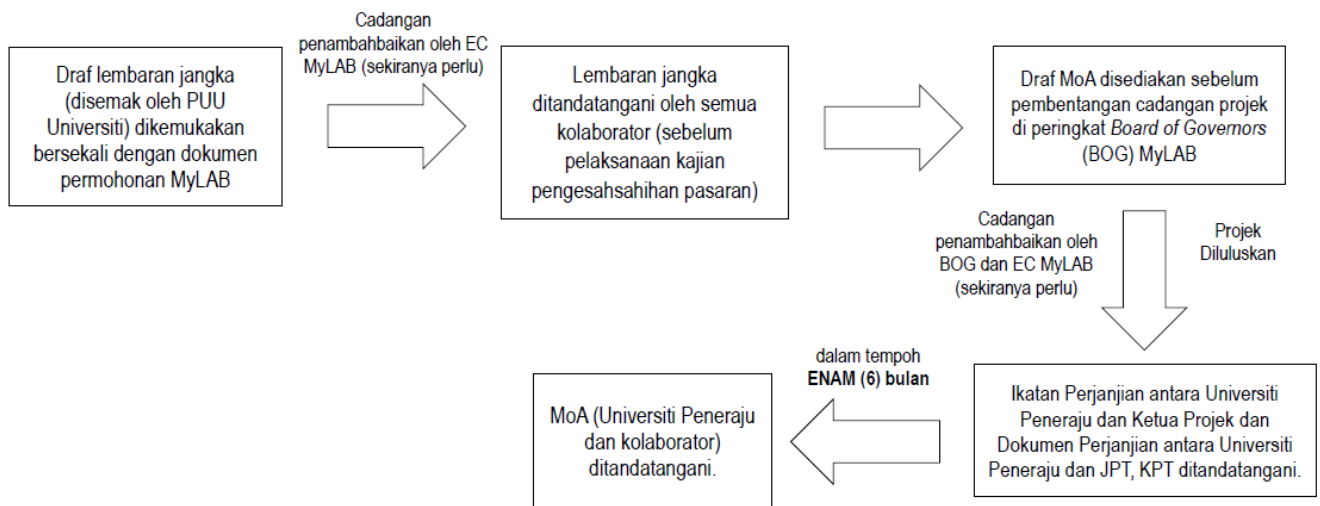 Draf lembaran jangka
(disemak oleh PUU
Universiti) dikemukakan
bersekali dengan dokumen
permohonan MyLAB
Cadangan
penambahbaikan oleh EC
MyLAB (sekiranya perlu)
Lembaran jangka
ditandatangani oleh semua
kolaborator (sebelum
pelaksanaan kajian
pengesahsahihan pasaran)
Draf MoA disediakan sebelum
pembentangan cadangan projek
di peringkat Board of Governors
(BOG) MyLAB
Cadangan
penambahbaikan oleh
BOG dan EC MyLAB
(sekiranya perlu)
Projek
Diluluskan
Ikatan Perjanjian antara Universiti
Peneraju dan Ketua Projek dan
Dokumen Perjanjian antara Universiti
Peneraju dan JPT, KPT ditandatangani.
dalam tempoh
ENAM (6) bulan
MoA (Universiti Peneraju
dan kolaborator)
ditandatangani.